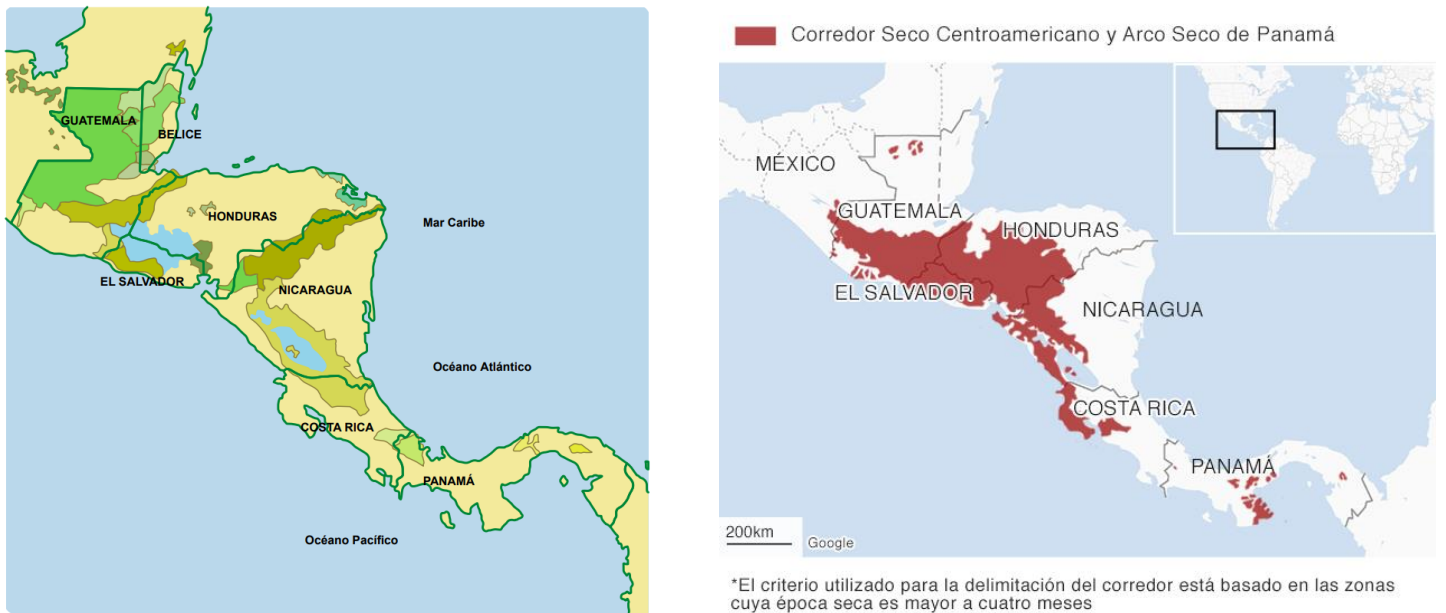 GUATEMALA
BELICE
HONDURAS
Mar Caribe
EL SALVADOR
NICARAGUA
Océano Atlántico
COSTA RICA
PANAMÁ
Océano Pacífico
Corredor Seco Centroamericano y Arco Seco de Panamá
MÉXICO
GUATEMALA
HONDURAS
EL SALVADOR
NICARAGUA
COSTA RICA
PANAMÁ
200km
Google
*El criterio utilizado para la delimitación del corredor está basado en las zonas
cuya época seca es mayor a cuatro meses